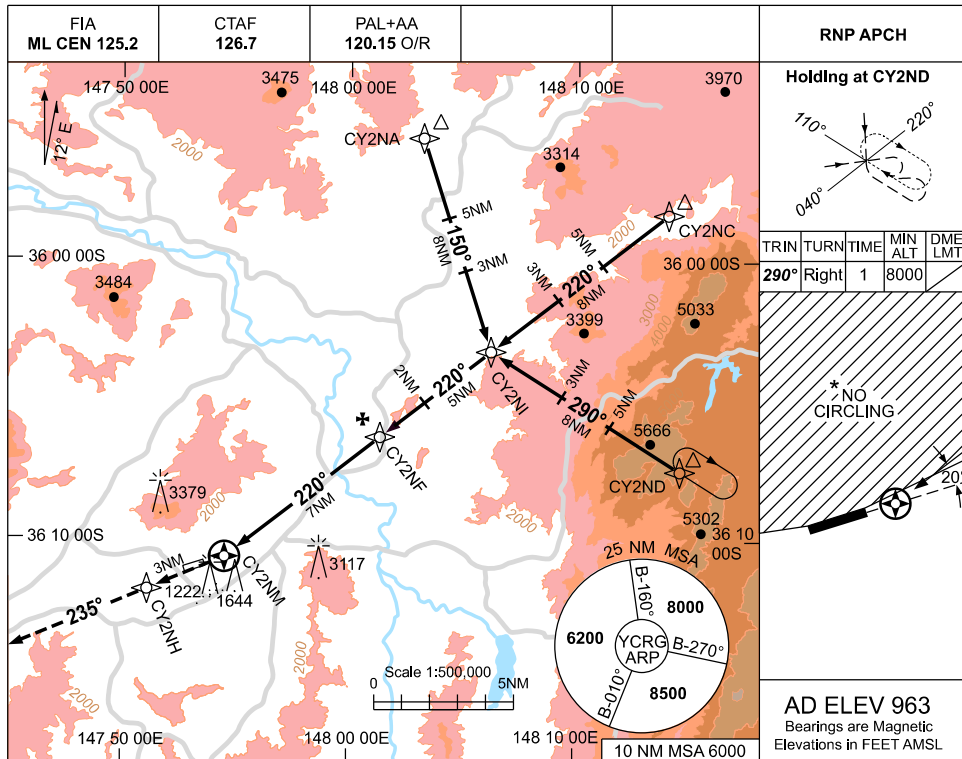 FIA
ML CEN 125.2
CTAF
126.7
PAL+AA
120.15 O/R
RNP APCH
147 50 00E
148 00 00E
148 10 00E
3475
3970
12° E
2000
CY2NA
3314
5NM
150°
8NM
3NM
CY2NC
2000
5NM
3NM
220°
8NM
36 00 00S
36 00 00S
3484
3399
3000
4000
5033
CY2NI
2NM
220°
5NM
3NM
290°
8NM
5NM
5666
CY2NF
CY2ND
220°
7NM
3379
2000
2000
5302
36 10 00S
36 10
00S
3117
3NM
1222
1644
CY2NM
CY2NH
235°
2000
2000
25 NM MSA
B-160°
8000
6200
YCRG
ARP
B-270°
B-010°
8500
Scale 1:500,000
0
5NM
147 50 00E
148 00 00E
148 10 00E
10 NM MSA 6000
Holding at CY2ND
110°
220°
040°
TRIN
TURN
TIME
MIN
ALT
DME
LMT
290°
Right
1
8000
*NO
CIRCLING
20°
AD ELEV 963
Bearings are Magnetic
Elevations in FEET AMSL